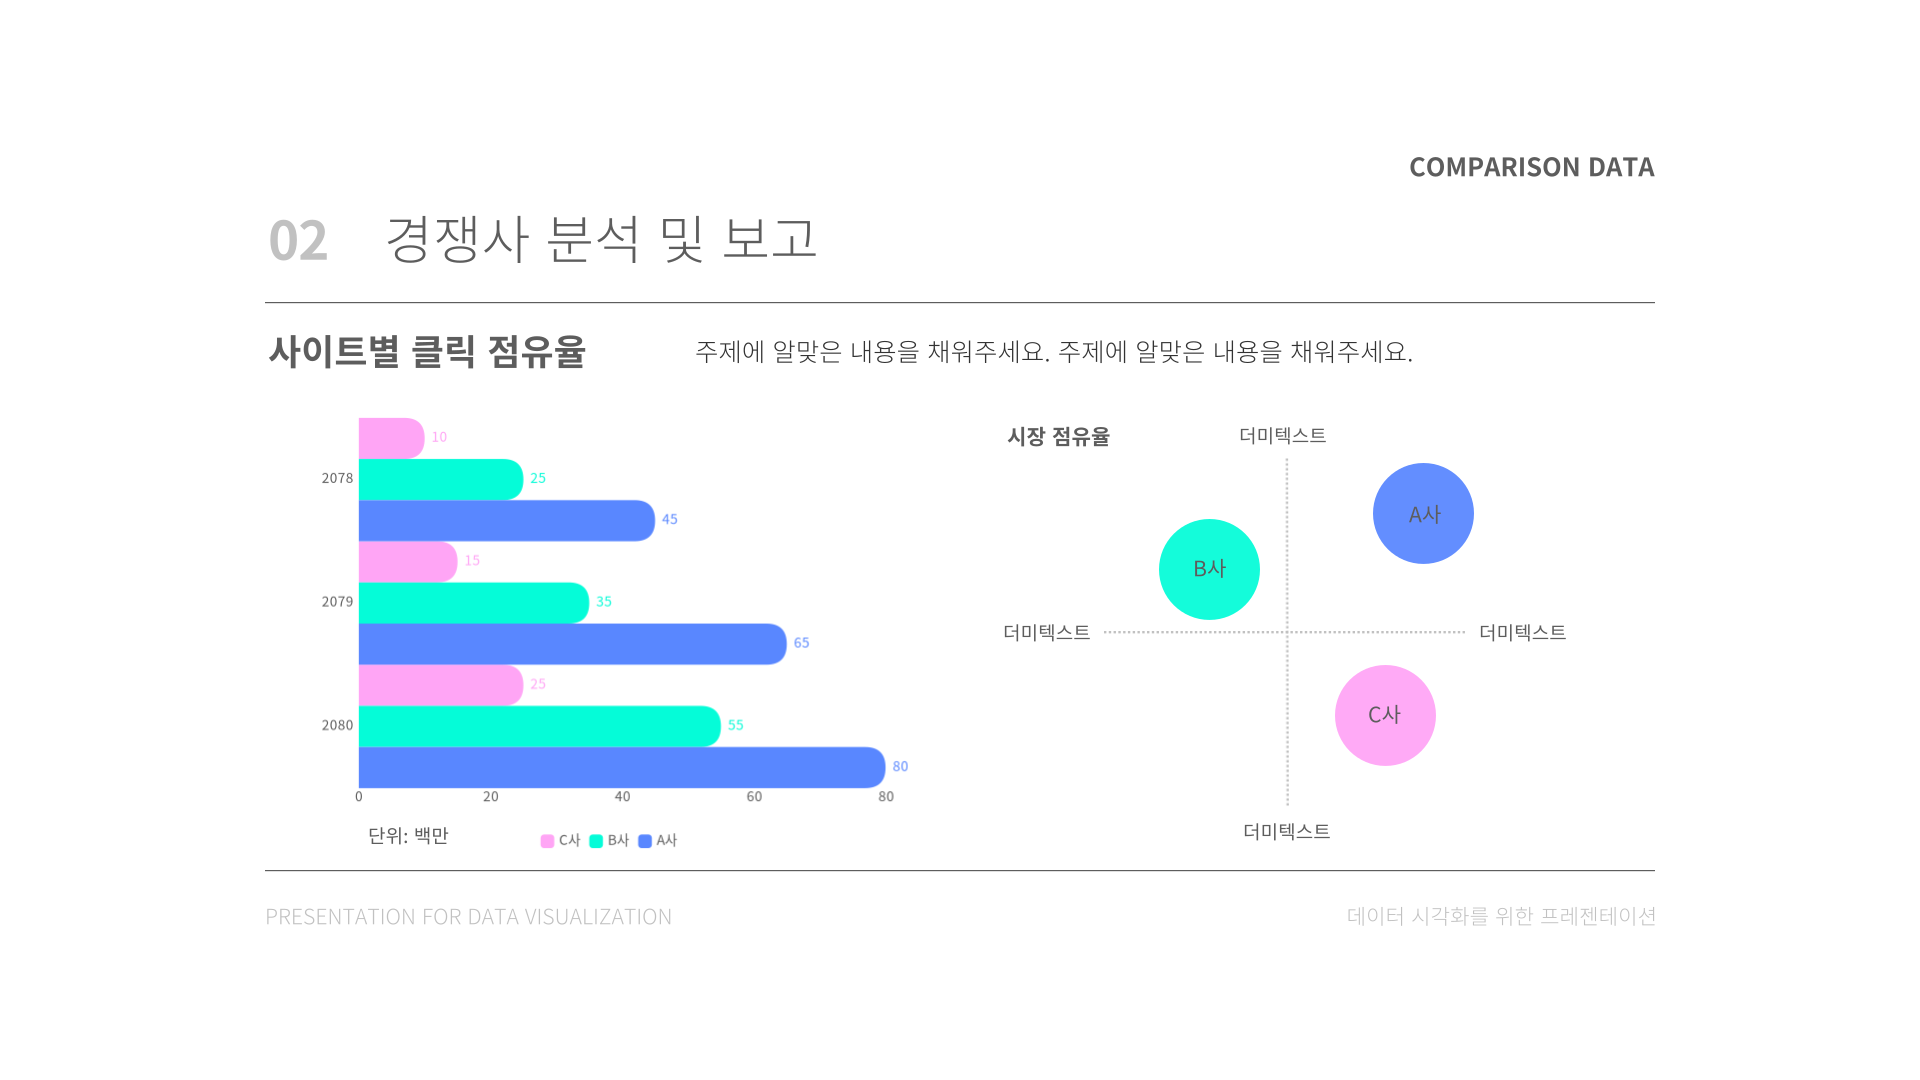 COMPARISON DATA
02 경쟁사 분석 및 보고
사이트별 클릭 점유율
주제에 알맞은 내용을 채워주세요. 주제에 알맞은 내용을 채워주세요.
10
2078
25
45
15
2079
35
65
25
2080
55
80
0 20 40 60 80
단위: 백만
C사 B사 A사
시장 점유율
더미텍스트
A사
B사
더미텍스트
더미텍스트
C사
더미텍스트
PRESENTATION FOR DATA VISUALIZATION
데이터 시각화를 위한 프레젠테이션